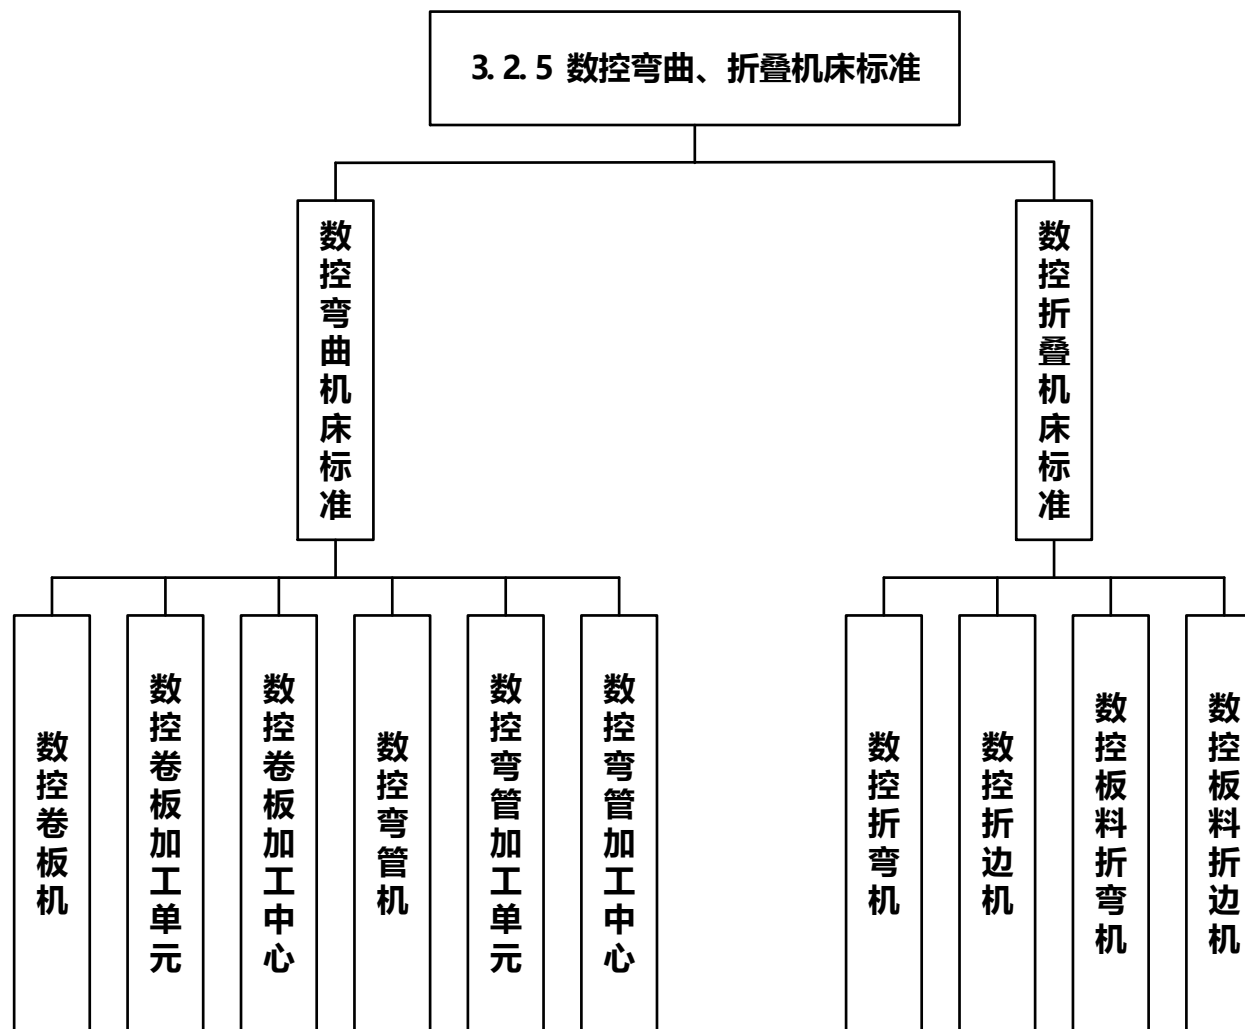 3.2.5 数控弯曲、折叠机床标准
数控弯曲机床标准
数控折叠机床标准
数控卷板机
数控卷板加工单元
数控卷板加工中心
数控弯管机
数控弯管加工单元
数控弯管加工中心
数控折弯机
数控折边机
数控板料折弯机
数控板料折边机